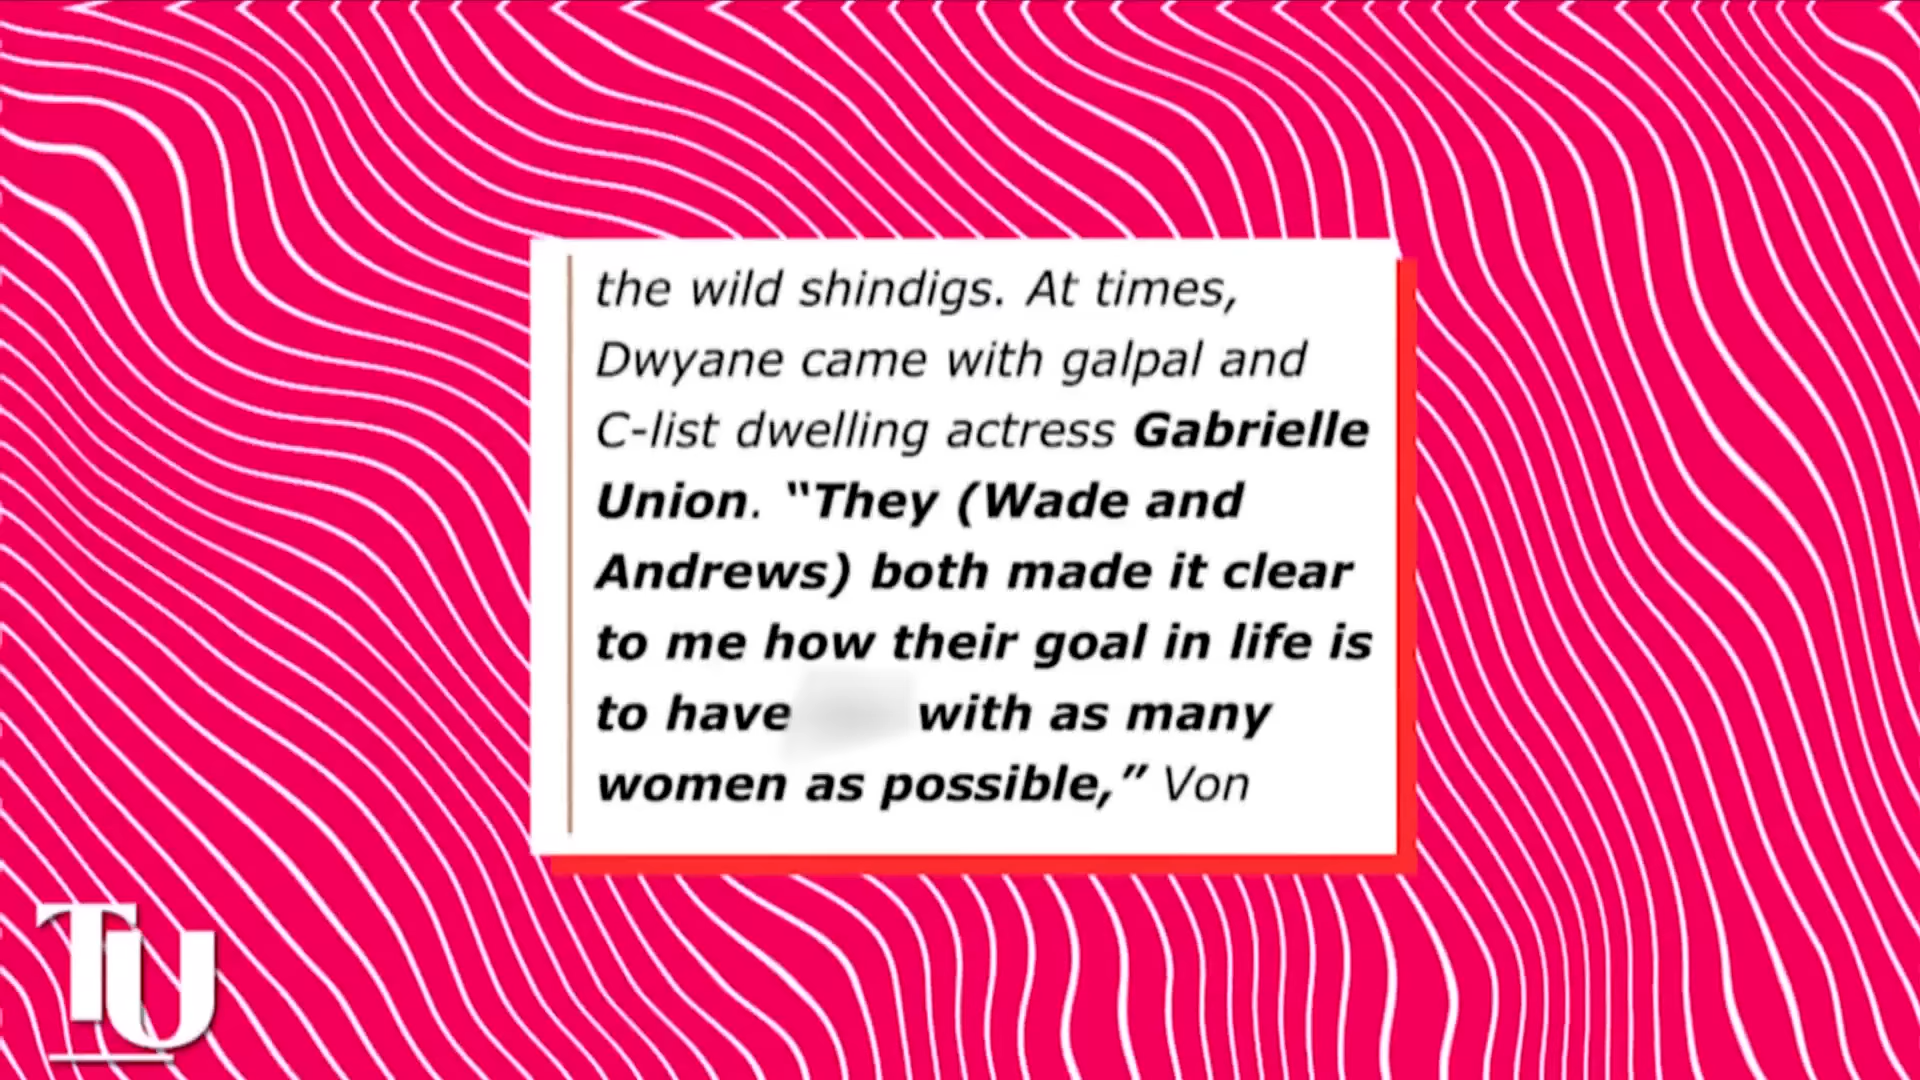 the wild shindigs. At times,
Dwyane came with galpal and
C-list dwelling actress Gabrielle
Union. “They (Wade and
Andrews) both made it clear
to me how their goal in life is
to have with as many
women as possible,” Von
TU